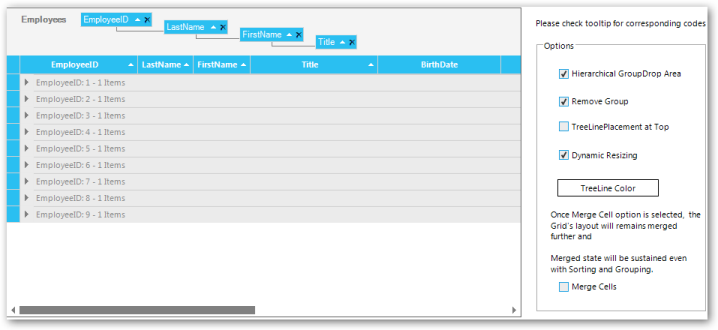 Employees
EmployeeID
LastName
FirstName
Title
EmployeeID LastName FirstName Title BirthDate
EmployeeID: 1 - 1 Items
EmployeeID: 2 - 1 Items
EmployeeID: 3 - 1 Items
EmployeeID: 4 - 1 Items
EmployeeID: 5 - 1 Items
EmployeeID: 6 - 1 Items
EmployeeID: 7 - 1 Items
EmployeeID: 8 - 1 Items
EmployeeID: 9 - 1 Items
Please check tooltip for corresponding codes
Options
Hierarchical GroupDrop Area
Remove Group
TreeLinePlacement at Top
Dynamic Resizing
TreeLine Color
Once Merge Cell option is selected, the
Grid's layout will remains merged
further and
Merged state will be sustained even
with Sorting and Grouping.
Merge Cells